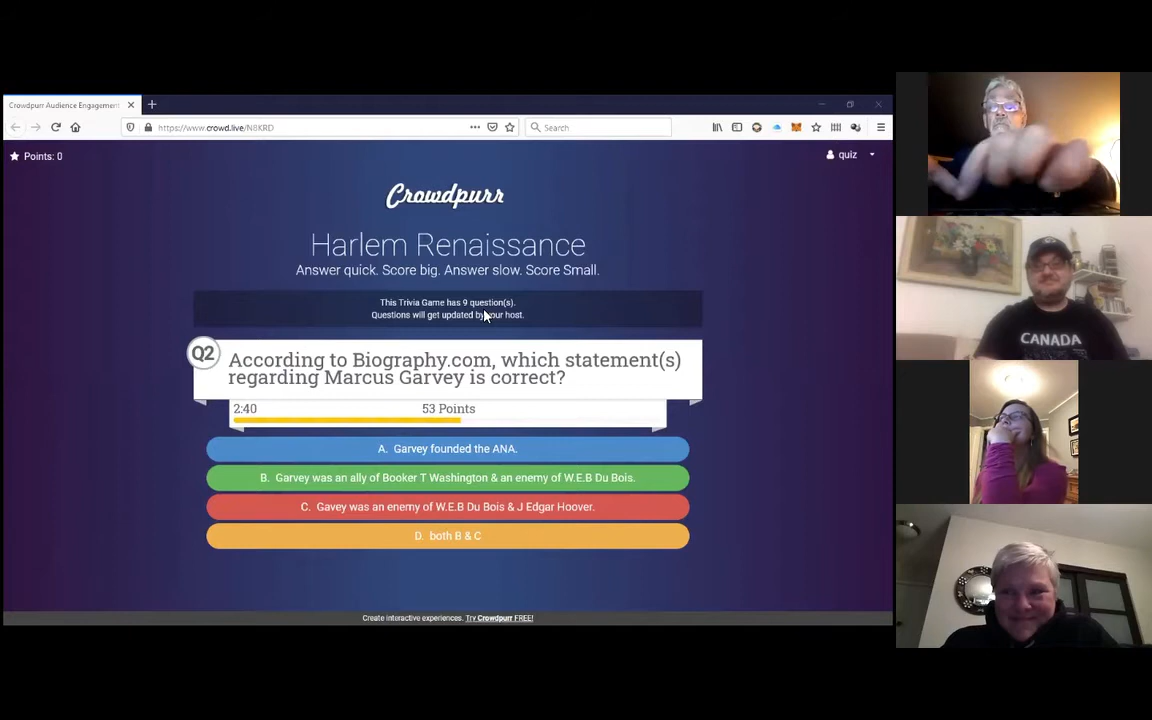 Crowdpurr Audience Engagement
https://www.crowd.live/N8KRD
Search
Points: 0
quiz
Crowdpurr
Harlem Renaissance
Answer quick. Score big. Answer slow. Score Small.
This Trivia Game has 9 question(s).
Questions will get updated by your host.
Q2
According to Biography.com, which statement(s)
regarding Marcus Garvey is correct?
2:40
53 Points
A. Garvey founded the ANA.
B. Garvey was an ally of Booker T Washington & an enemy of W.E.B Du Bois.
C. Gavey was an enemy of W.E.B Du Bois & J Edgar Hoover.
D. both B & C
Create interactive experiences. Try Crowdpurr FREE!
CANADA